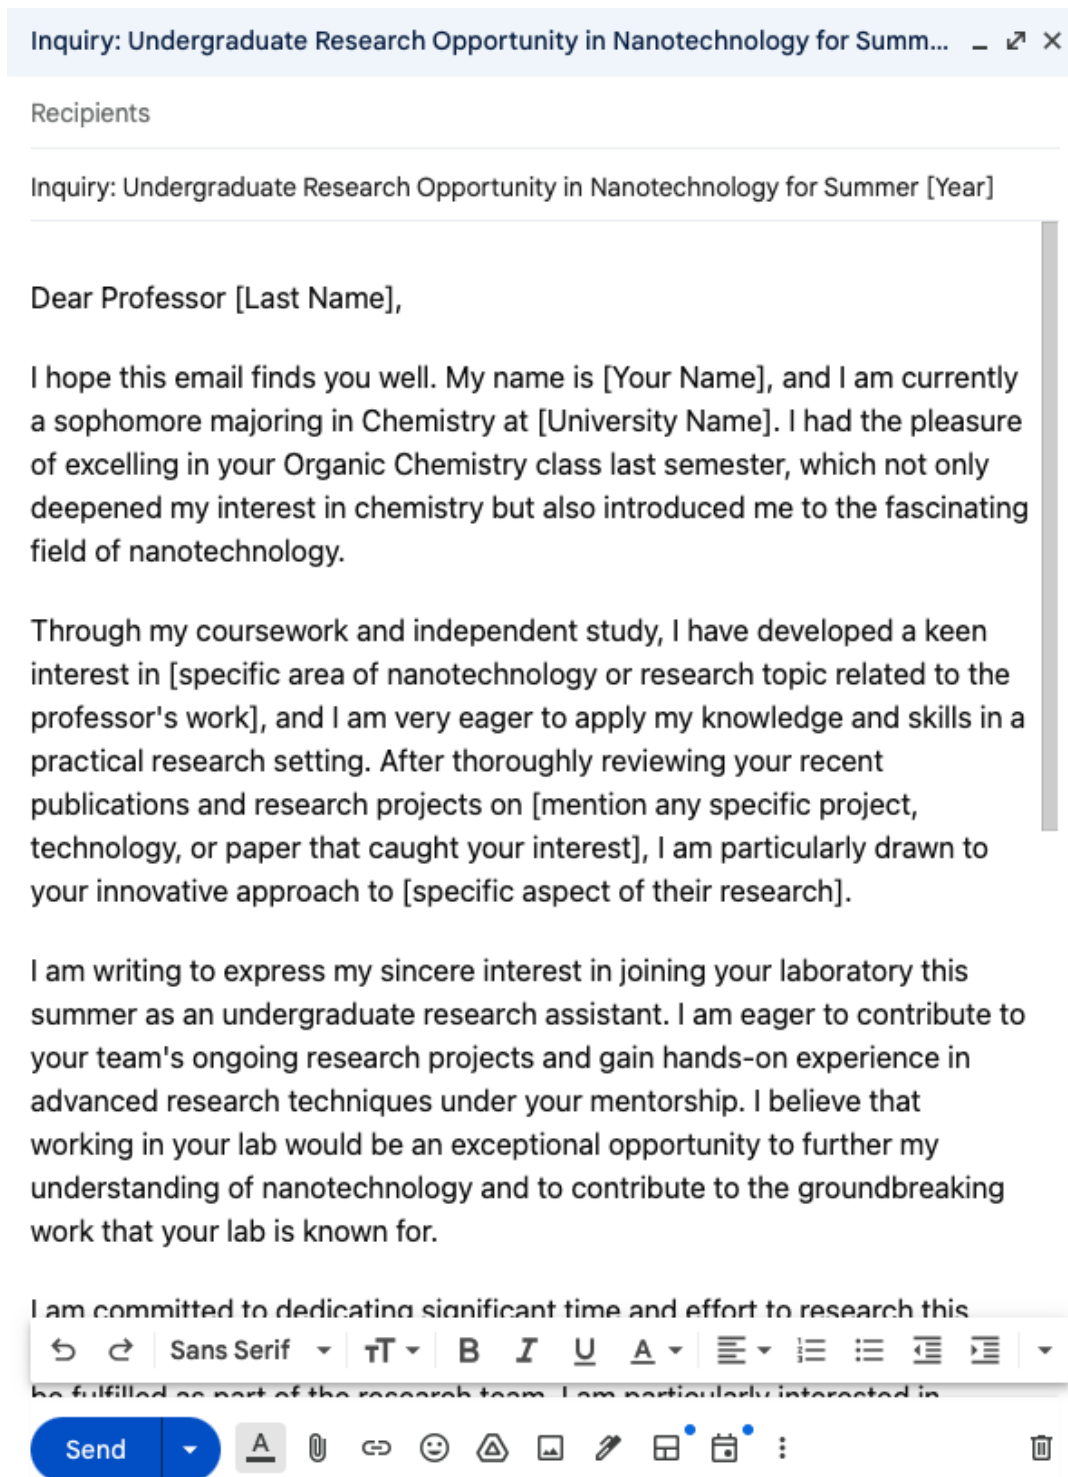 Inquiry: Undergraduate Research Opportunity in Nanotechnology for Summ...
Recipients
Inquiry: Undergraduate Research Opportunity in Nanotechnology for Summer [Year]
Dear Professor [Last Name],
I hope this email finds you well. My name is [Your Name], and I am currently
a sophomore majoring in Chemistry at [University Name]. I had the pleasure
of excelling in your Organic Chemistry class last semester, which not only
deepened my interest in chemistry but also introduced me to the fascinating
field of nanotechnology.
Through my coursework and independent study, I have developed a keen
interest in [specific area of nanotechnology or research topic related to the
professor's work], and I am very eager to apply my knowledge and skills in a
practical research setting. After thoroughly reviewing your recent
publications and research projects on [mention any specific project,
technology, or paper that caught your interest], I am particularly drawn to
your innovative approach to [specific aspect of their research].
I am writing to express my sincere interest in joining your laboratory this
summer as an undergraduate research assistant. I am eager to contribute to
your team's ongoing research projects and gain hands-on experience in
advanced research techniques under your mentorship. I believe that
working in your lab would be an exceptional opportunity to further my
understanding of nanotechnology and to contribute to the groundbreaking
work that your lab is known for.
I am committed to dedicating significant time and effort to research this
Sans Serif
be fulfilled as part of the research team. I am particularly interested in
Send